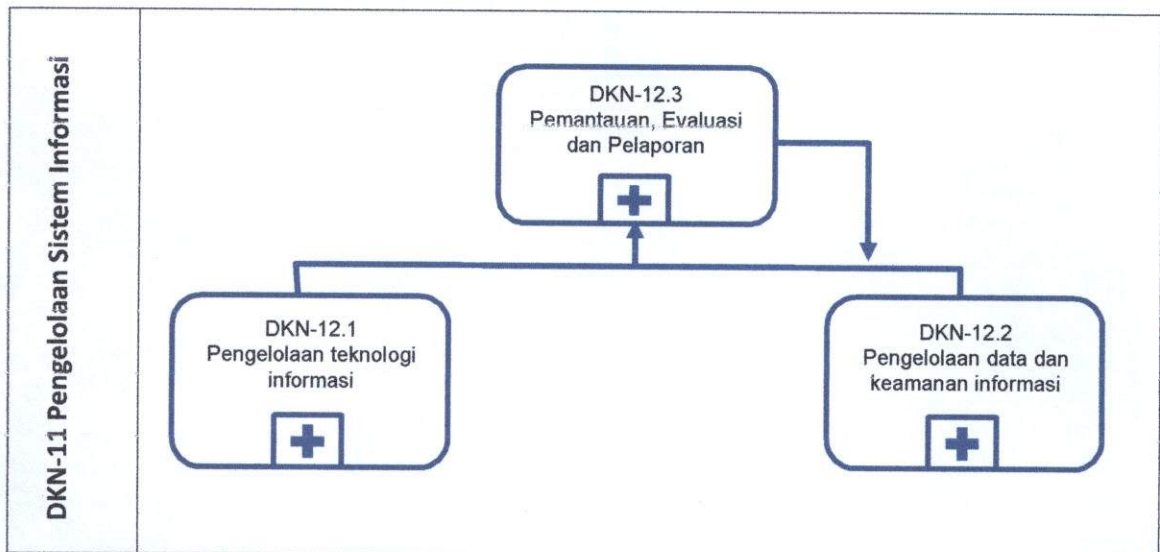 DKN-11 Pengelolaan Sistem Informasi
DKN-12.3
Pemantauan, Evaluasi
dan Pelaporan
DKN-12.1
Pengelolaan teknologi
informasi
DKN-12.2
Pengelolaan data dan
keamanan informasi